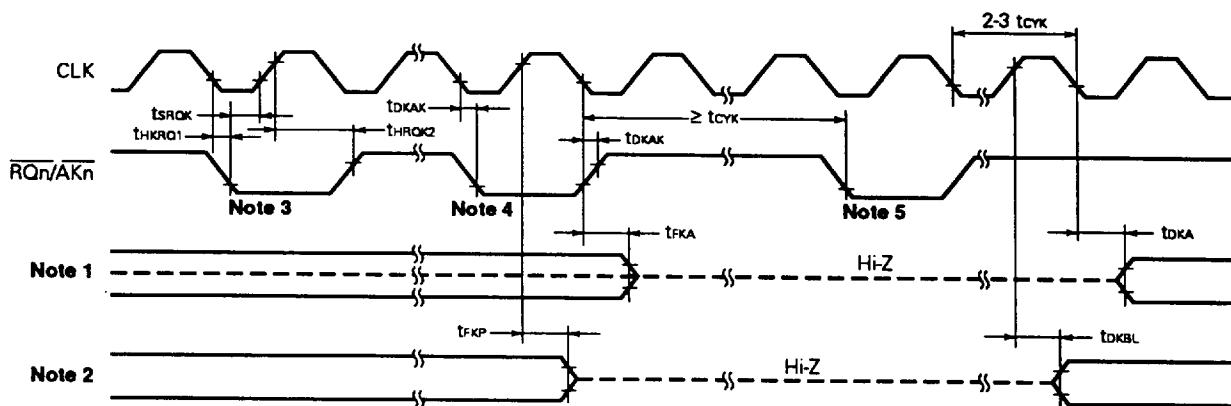 2-3 tCYK
CLK
tSRQK
tDKAK
tHKRQ1
tHRQK2
≥ tCYK
tDKAK
RQn/AKn
Note 3
Note 4
Note 5
tFKA
tDKA
Note 1
Hi-Z
tFKP
tDKBL
Note 2
Hi-Z